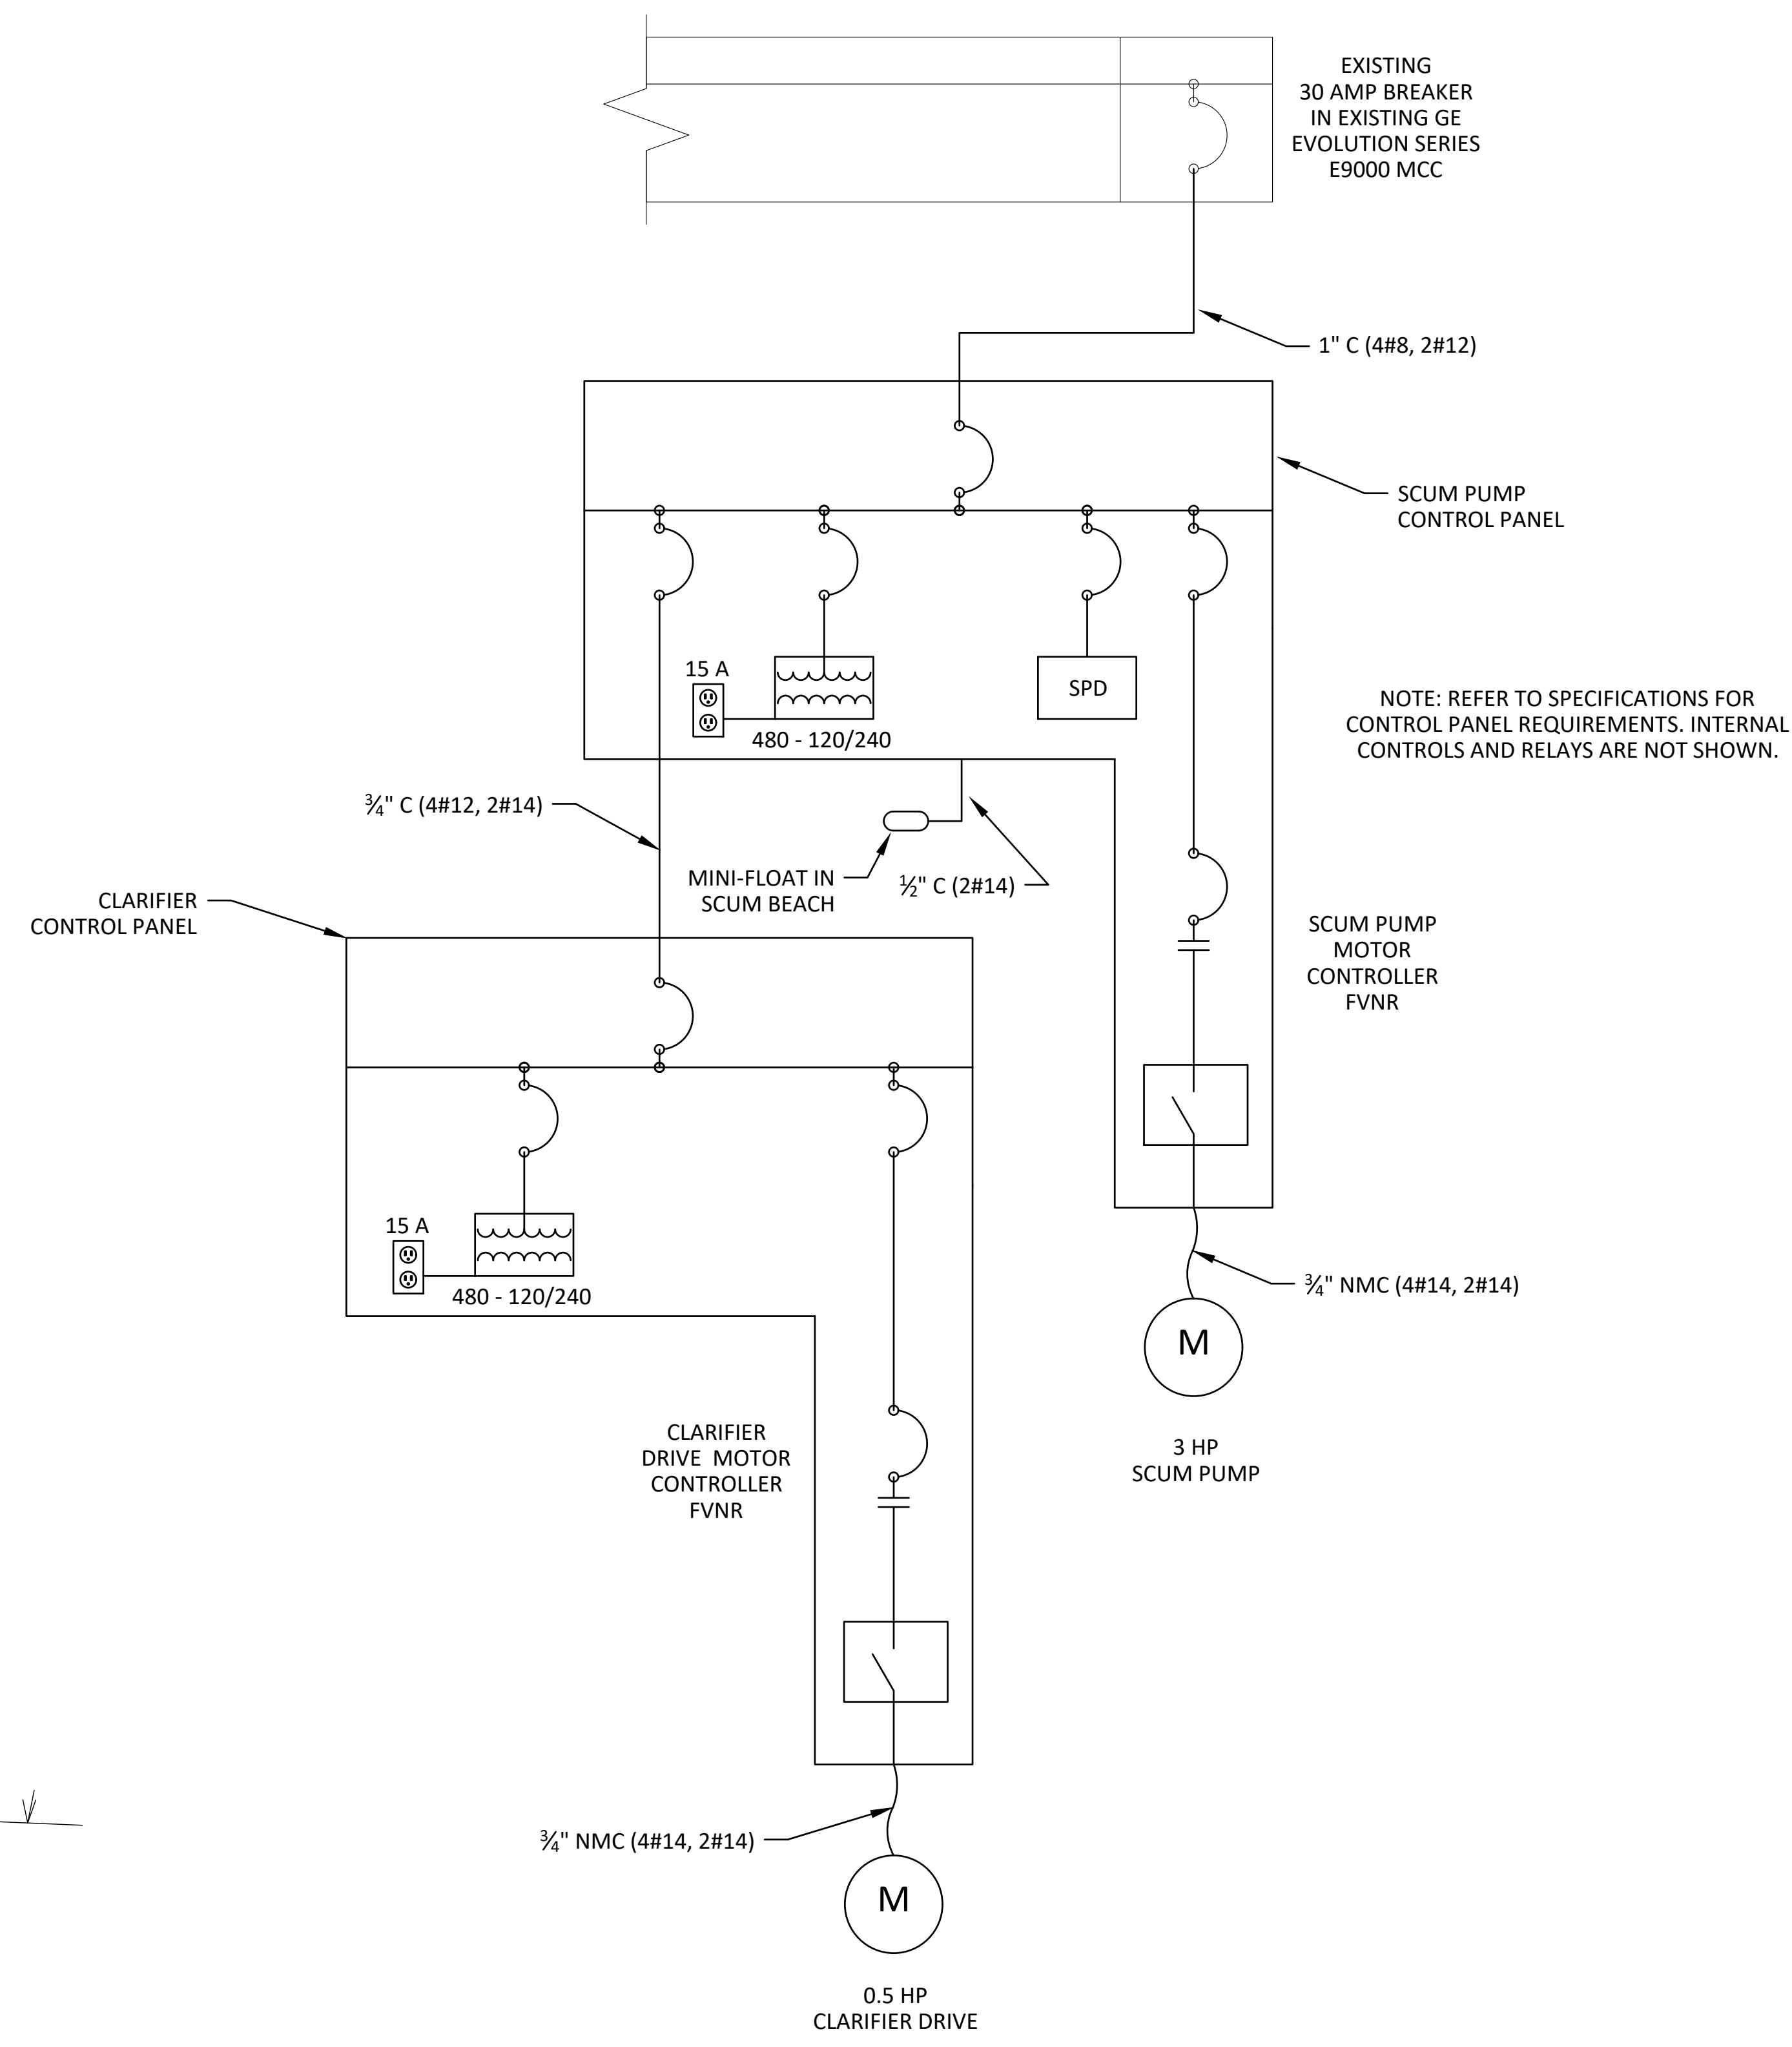 EXISTING
30 AMP BREAKER
IN EXISTING GE
EVOLUTION SERIES
E9000 MCC
1" C (4#8, 2#12)
SCUM PUMP
CONTROL PANEL
15 A
SPD
480 - 120/240
NOTE: REFER TO SPECIFICATIONS FOR
CONTROL PANEL REQUIREMENTS. INTERNAL
CONTROLS AND RELAYS ARE NOT SHOWN.
¾" C (4#12, 2#14)
MINI-FLOAT IN
SCUM BEACH
½" C (2#14)
CLARIFIER
CONTROL PANEL
SCUM PUMP
MOTOR
CONTROLLER
FVNR
15 A
480 - 120/240
¾" NMC (4#14, 2#14)
M
3 HP
SCUM PUMP
CLARIFIER
DRIVE  MOTOR
CONTROLLER
FVNR
¾" NMC (4#14, 2#14)
M
0.5 HP
CLARIFIER DRIVE